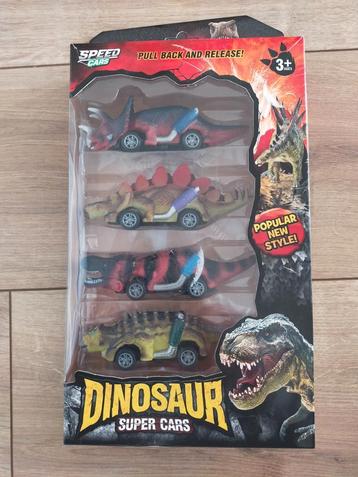 SPEED
CARS
PULL BACK AND RELEASE!
3+
POPULAR
NEW
STYLE!
DINOSAUR
SUPER CARS